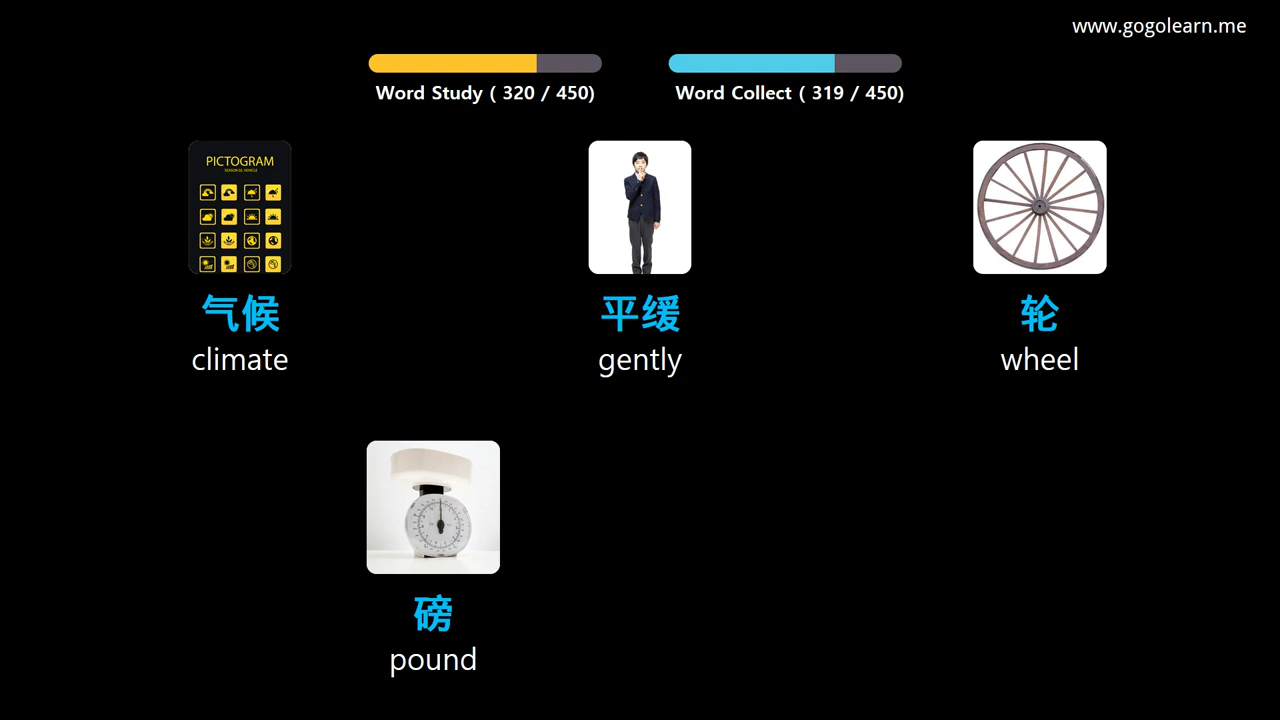 www.gogolearn.me
Word Study ( 320 / 450)
Word Collect ( 319 / 450)
PICTOGRAM
气候
climate
平缓
gently
轮
wheel
磅
pound